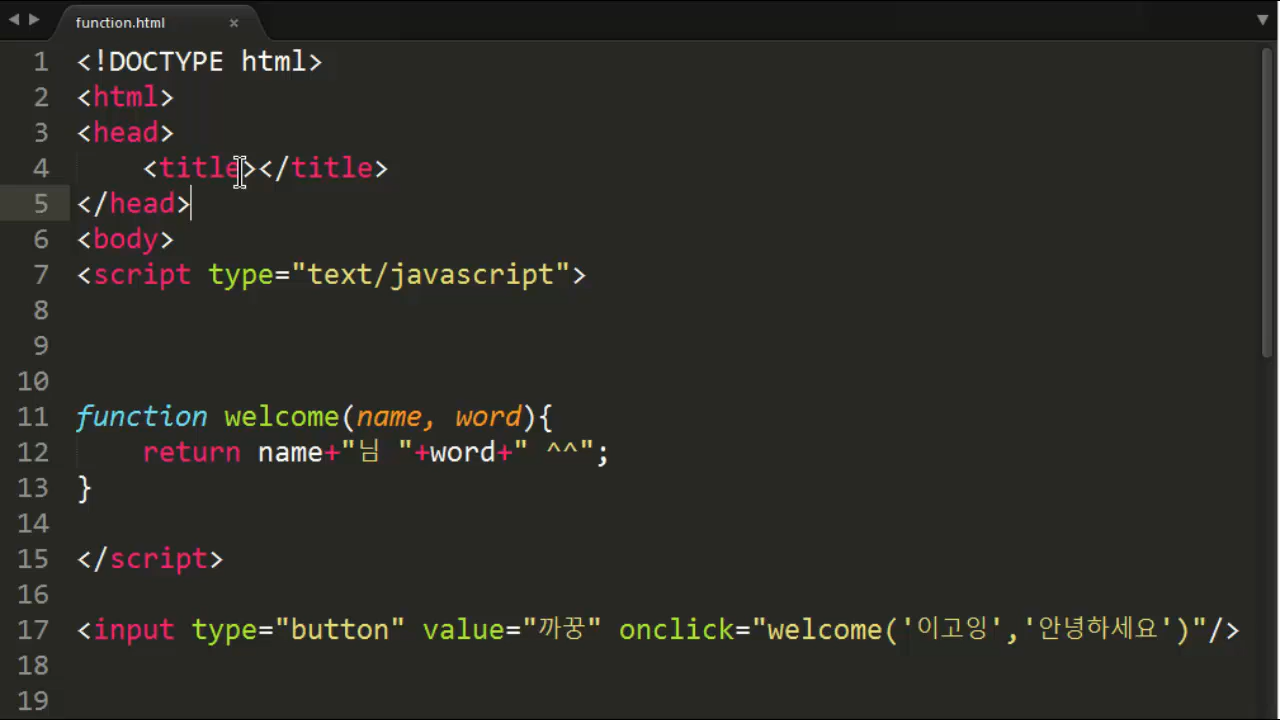 function.html
1 <!DOCTYPE html>
2 <html>
3 <head>
4     <title></title>
5 </head>
6 <body>
7 <script type="text/javascript">
8
9
10
11 function welcome(name, word){
12     return name+"님 "+word+" ^^";
13 }
14
15 </script>
16
17 <input type="button" value="까꿍" onclick="welcome('이고잉','안녕하세요')"/>
18
19